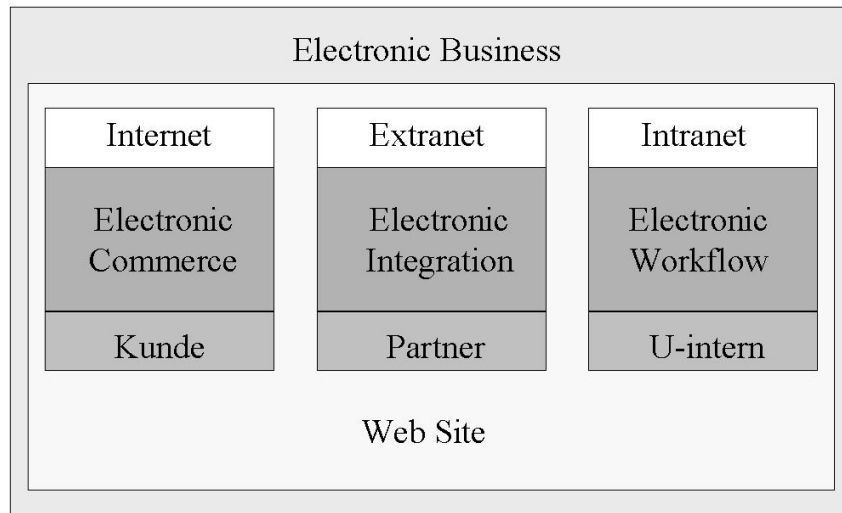 Electronic Business
Internet
Electronic
Commerce
Kunde
Extranet
Electronic
Integration
Partner
Intranet
Electronic
Workflow
U-intern
Web Site